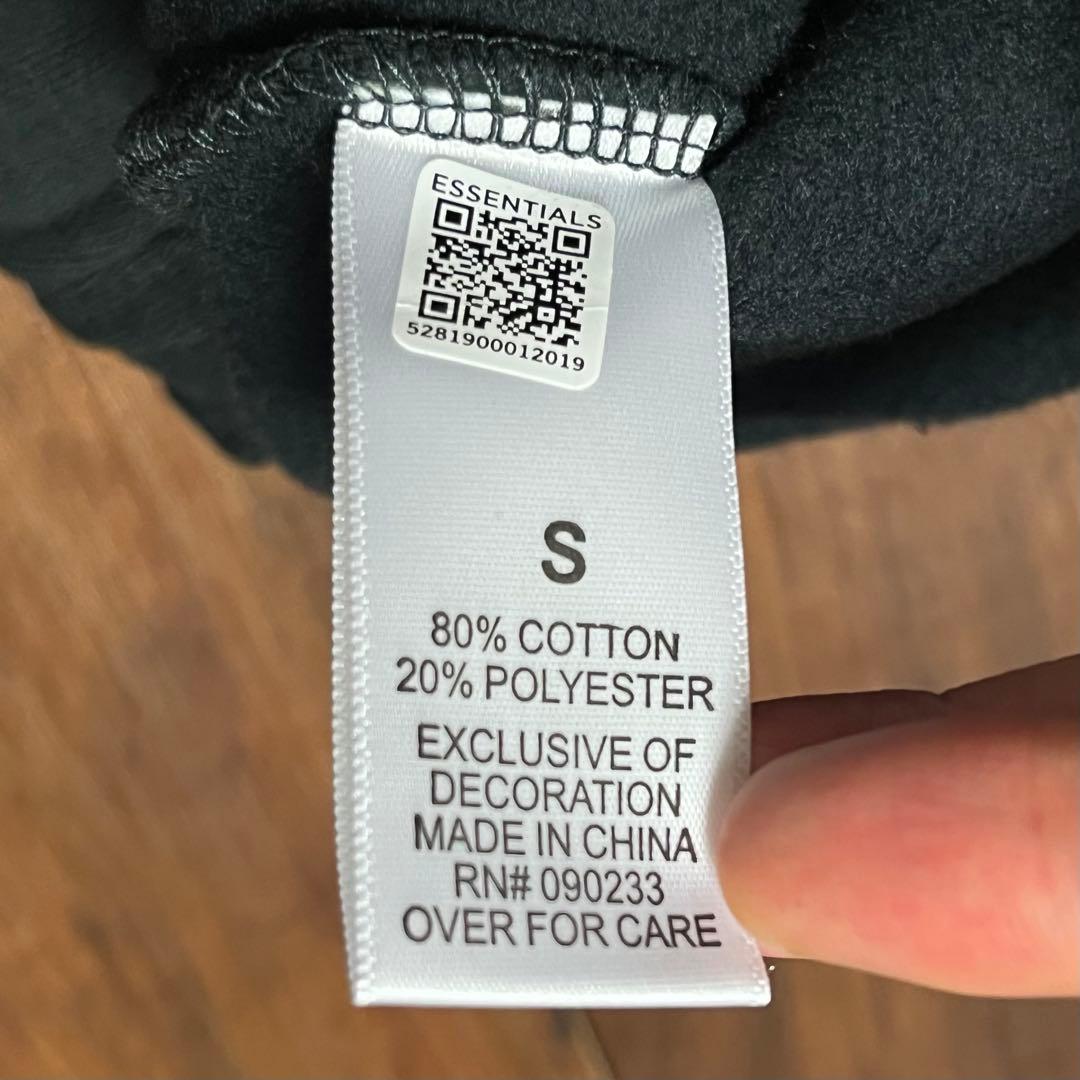 ESSENTIALS
5281900012019
S
80% COTTON
20% POLYESTER
EXCLUSIVE OF
DECORATION
MADE IN CHINA
RN# 090233
OVER FOR CARE